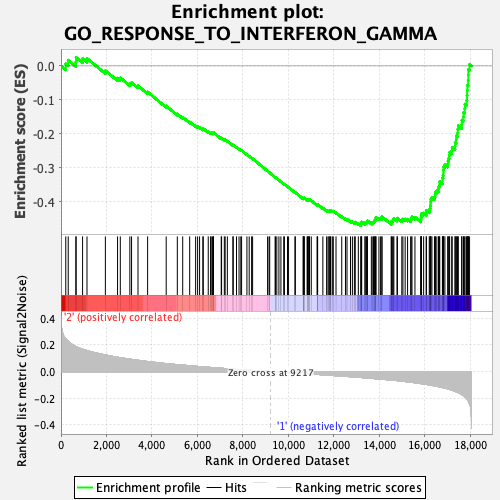 Enrichment plot:
GO_RESPONSE_TO_INTERFERON_GAMMA
Enrichment score (ES)
0.0
-0.1
-0.2
-0.3
-0.4
'2' (positively correlated)
Ranked list metric (Signal2Noise)
0.4
0.2
0.0
-0.2
-0.4
Zero cross at 9217
'1' (negatively correlated)
0
2,000
4,000
6,000
8,000
10,000
12,000
14,000
16,000
18,000
Rank in Ordered Dataset
Enrichment profile
Hits
Ranking metric scores